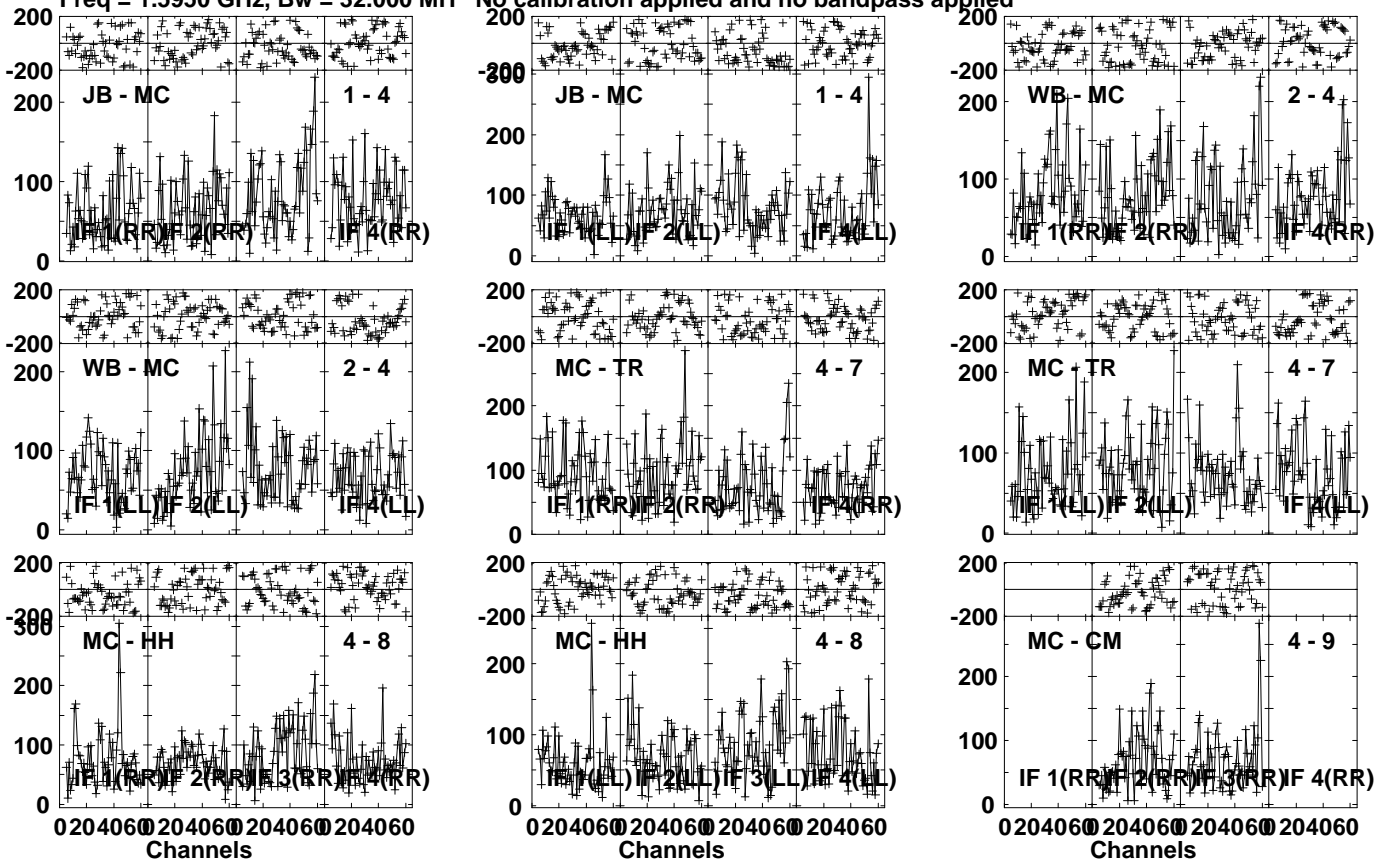 Freq = 1.5950 GHz, Bw = 32.000 MH No calibration applied and no bandpass applied
200
-200
200
100
0
JB - MC
1 - 4
IF 1(RR)
IF 2(RR)
IF 4(RR)
200
-200
300
200
100
0
JB - MC
1 - 4
IF 1(LL)
IF 2(LL)
IF 4(LL)
200
-200
200
100
0
WB - MC
2 - 4
IF 1(RR)
IF 2(RR)
IF 4(RR)
200
-200
200
100
0
WB - MC
2 - 4
IF 1(LL)
IF 2(LL)
IF 4(LL)
200
-200
200
100
0
MC - TR
4 - 7
IF 1(RR)
IF 2(RR)
IF 4(RR)
200
-200
200
100
0
MC - TR
4 - 7
IF 1(LL)
IF 2(LL)
IF 4(LL)
200
-200
300
200
100
0
MC - HH
4 - 8
IF 1(RR)
IF 2(RR)
IF 3(RR)
IF 4(RR)
0 20 40 60 0 20 40 60 0 20 40 60 0 20 40 60
Channels
200
-200
200
100
0
MC - HH
4 - 8
IF 1(LL)
IF 2(LL)
IF 3(LL)
IF 4(LL)
0 20 40 60 0 20 40 60 0 20 40 60 0 20 40 60
Channels
200
-200
200
100
0
MC - CM
4 - 9
IF 1(RR)
IF 2(RR)
IF 3(RR)
IF 4(RR)
0 20 40 60 0 20 40 60 0 20 40 60 0 20 40 60
Channels